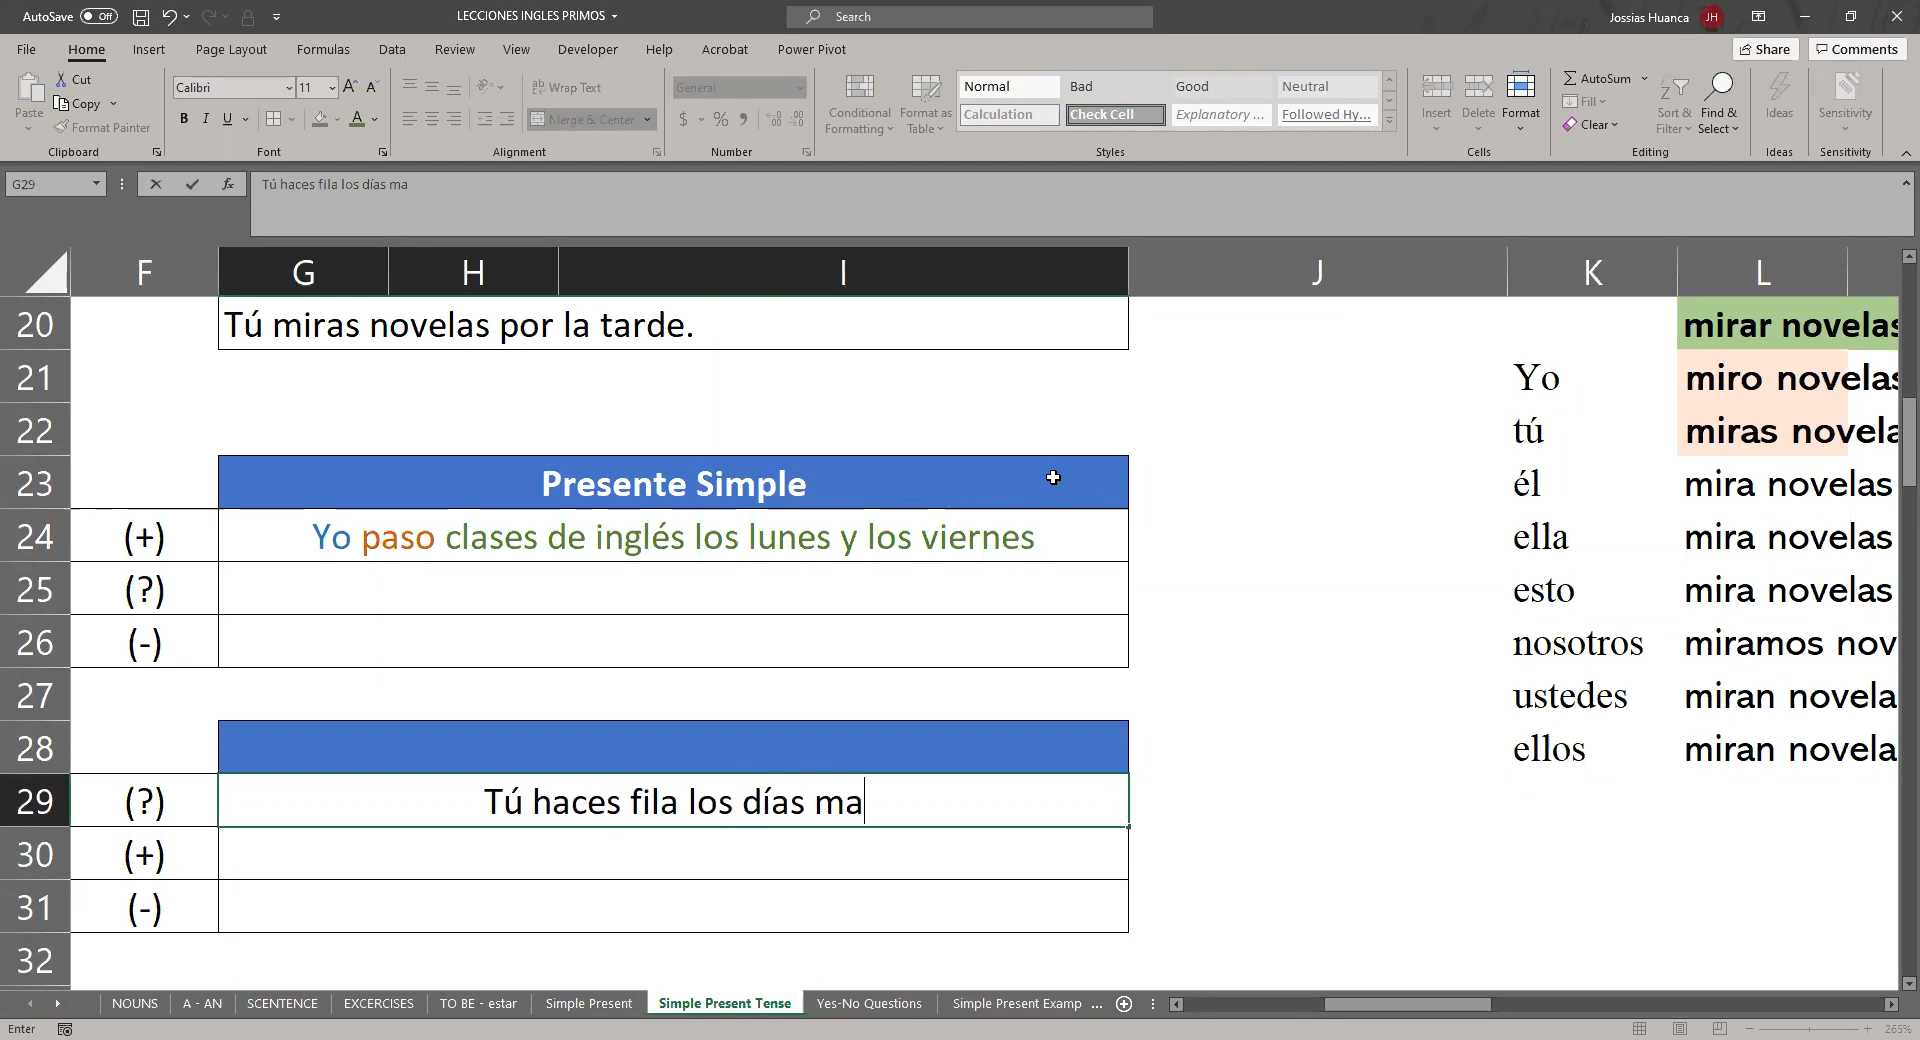 AutoSave Off LECCIONES INGLES PRIMOS Search Jossias Huanca JH
File Home Insert Page Layout Formulas Data Review View Developer Help Acrobat Power Pivot Share Comments
Paste Cut Copy Format Painter
Clipboard
Calibri 11 A A
B I U A
Font
Wrap Text
Merge & Center
Alignment
General
$ % 9
Number
Conditional Formatting Format as Table
Normal Bad Good Neutral
Calculation Check Cell Explanatory ... Followed Hy...
Styles
Insert Delete Format
Cells
AutoSum Fill Clear Sort & Filter Find & Select
Editing
Ideas
Ideas
Sensitivity
Sensitivity
G29 fx Tú haces fila los días ma
F G H I J K L
20 Tú miras novelas por la tarde. mirar novelas
21 Yo miro novelas
22 tú miras novela
23 Presente Simple él mira novelas
24 (+) Yo paso clases de inglés los lunes y los viernes ella mira novelas
25 (?) esto mira novelas
26 (-) nosotros miramos nov
27 ustedes miran novela
28 ellos miran novela
29 (?) Tú haces fila los días ma
30 (+)
31 (-)
32
NOUNS A - AN SCENTENCE EXCERCISES TO BE - estar Simple Present Simple Present Tense Yes-No Questions Simple Present Examp ...
Enter 265%